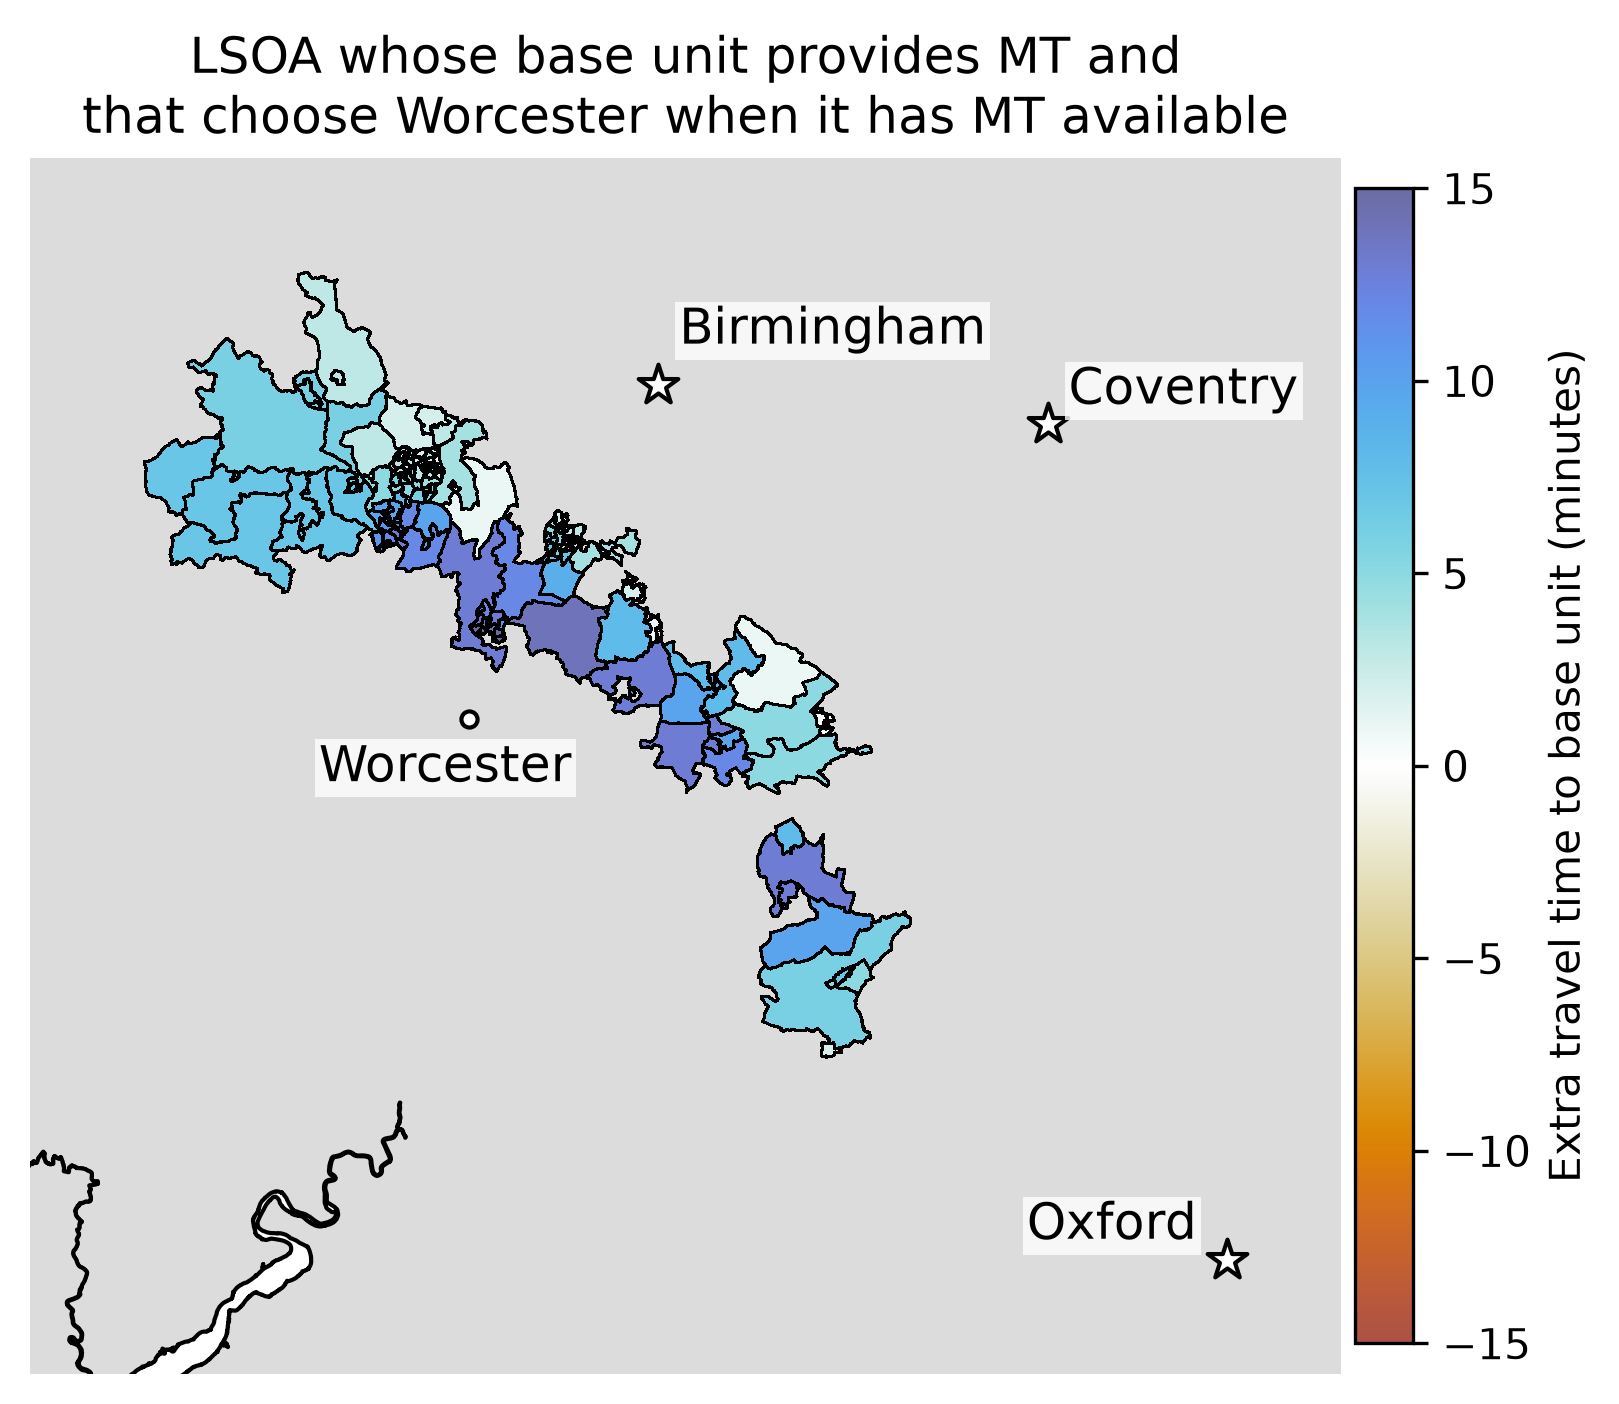 LSOA whose base unit provides MT and
that choose Worcester when it has MT available
Birmingham
Coventry
Worcester
Oxford
15
10
5
0
−5
−10
−15
Extra travel time to base unit (minutes)